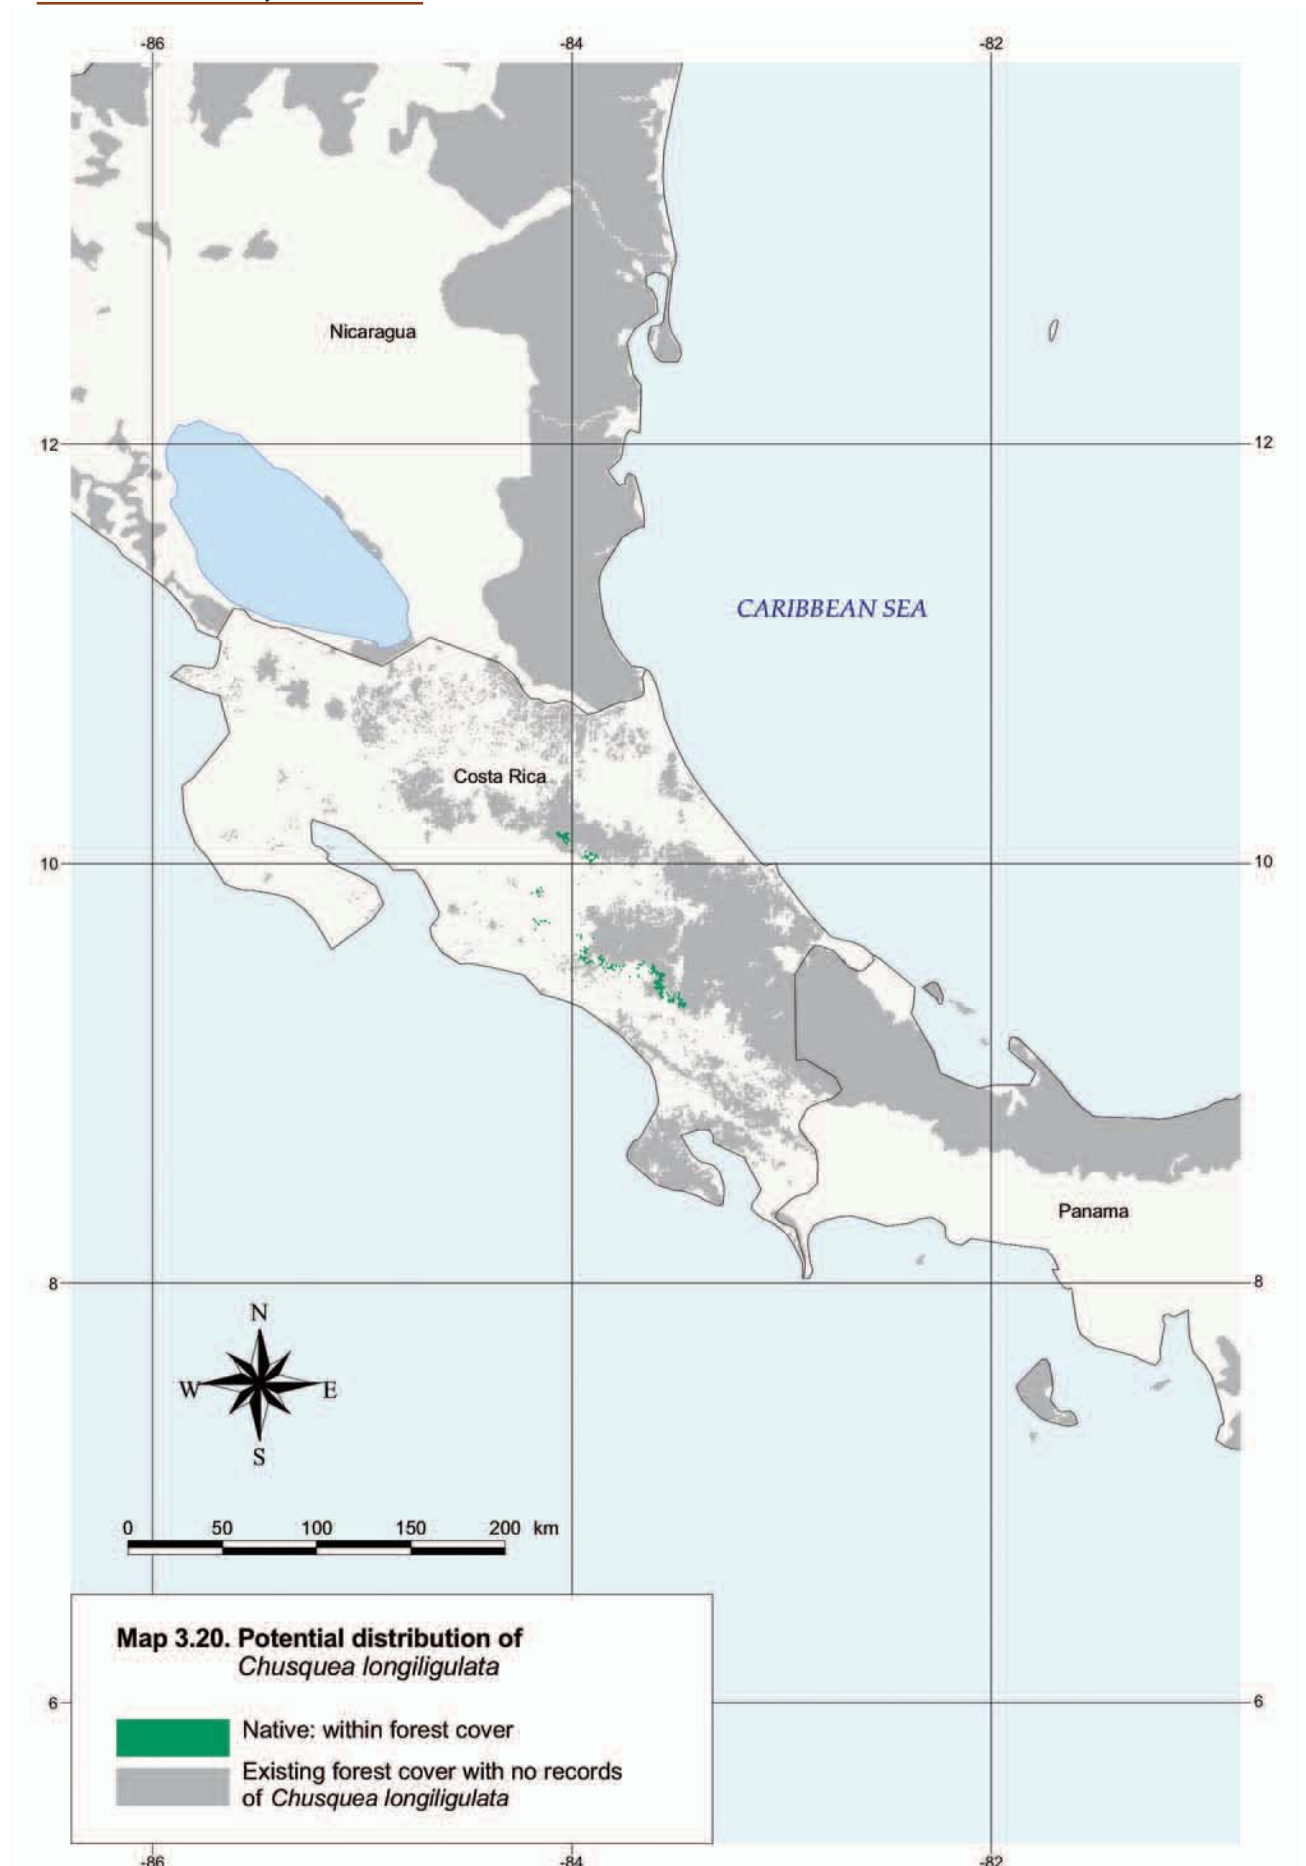 -86 -84 -82
Nicaragua
12 12
CARIBBEAN SEA
Costa Rica
10 10
Panama
8 8
N
W E
S
0 50 100 150 200 km
Map 3.20. Potential distribution of
Chusquea longiligulata
6 6
Native: within forest cover
Existing forest cover with no records
of Chusquea longiligulata
-86 -84 -82